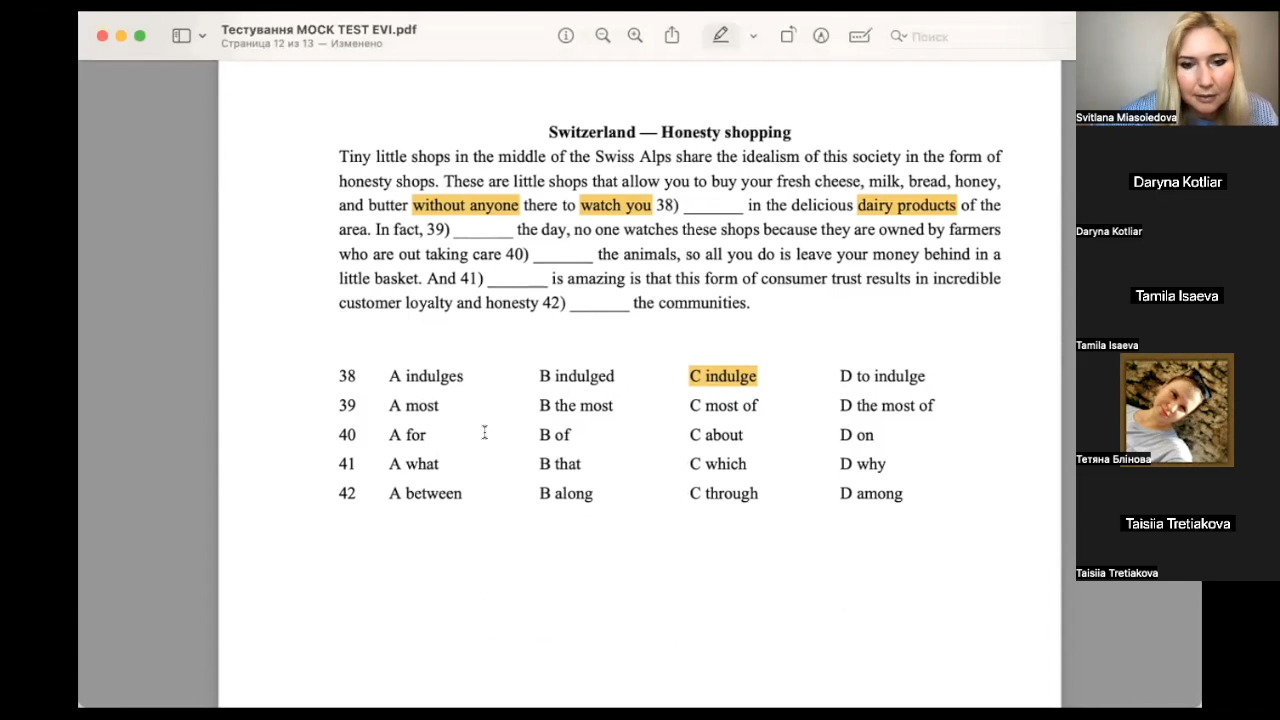 Тестування MOCK TEST EVI.pdf
Страница 12 из 13 — Изменено
Поиск
Switzerland — Honesty shopping
Tiny little shops in the middle of the Swiss Alps share the idealism of this society in the form of
honesty shops. These are little shops that allow you to buy your fresh cheese, milk, bread, honey,
and butter without anyone there to watch you 38) _______ in the delicious dairy products of the
area. In fact, 39) _______ the day, no one watches these shops because they are owned by farmers
who are out taking care 40) _______ the animals, so all you do is leave your money behind in a
little basket. And 41) _______ is amazing is that this form of consumer trust results in incredible
customer loyalty and honesty 42) _______ the communities.
38 A indulges B indulged C indulge D to indulge
39 A most B the most C most of D the most of
40 A for B of C about D on
41 A what B that C which D why
42 A between B along C through D among
Svitlana Miasoiedova
Daryna Kotliar
Daryna Kotliar
Tamila Isaeva
Tamila Isaeva
Тетяна Блінова
Taisiia Tretiakova
Taisiia Tretiakova